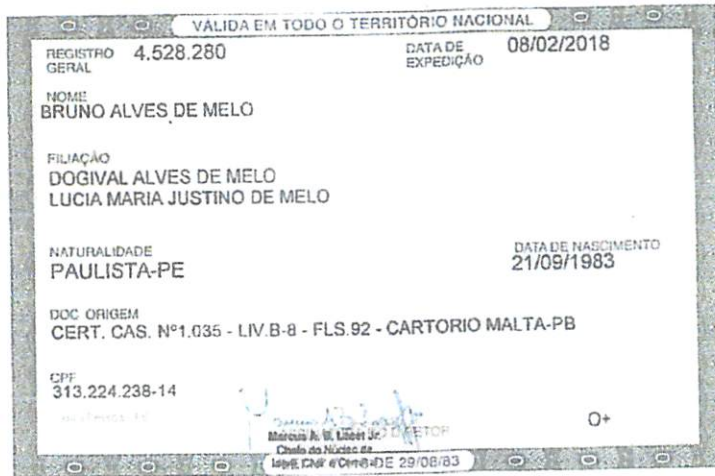 VÁLIDA EM TODO O TERRITÓRIO NACIONAL
REGISTRO GERAL 4.528.280 DATA DE EXPEDIÇÃO 08/02/2018
NOME
BRUNO ALVES DE MELO
FILIAÇÃO
DOGIVAL ALVES DE MELO
LUCIA MARIA JUSTINO DE MELO
NATURALIDADE DATA DE NASCIMENTO
PAULISTA-PE 21/09/1983
DOC ORIGEM
CERT. CAS. Nº1.035 - LIV.B-8 - FLS.92 - CARTORIO MALTA-PB
CPF
313.224.238-14
O+
Marcus A. W.
Chefe do Núcleo de
DE 29/08/83